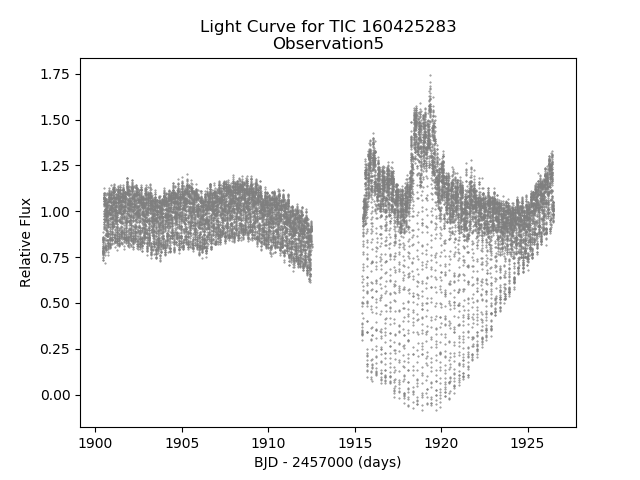 Light Curve for TIC 160425283
Observation5
1.75
1.50
1.25
1.00
0.75
0.50
0.25
0.00
Relative Flux
1900 1905 1910 1915 1920 1925
BJD - 2457000 (days)